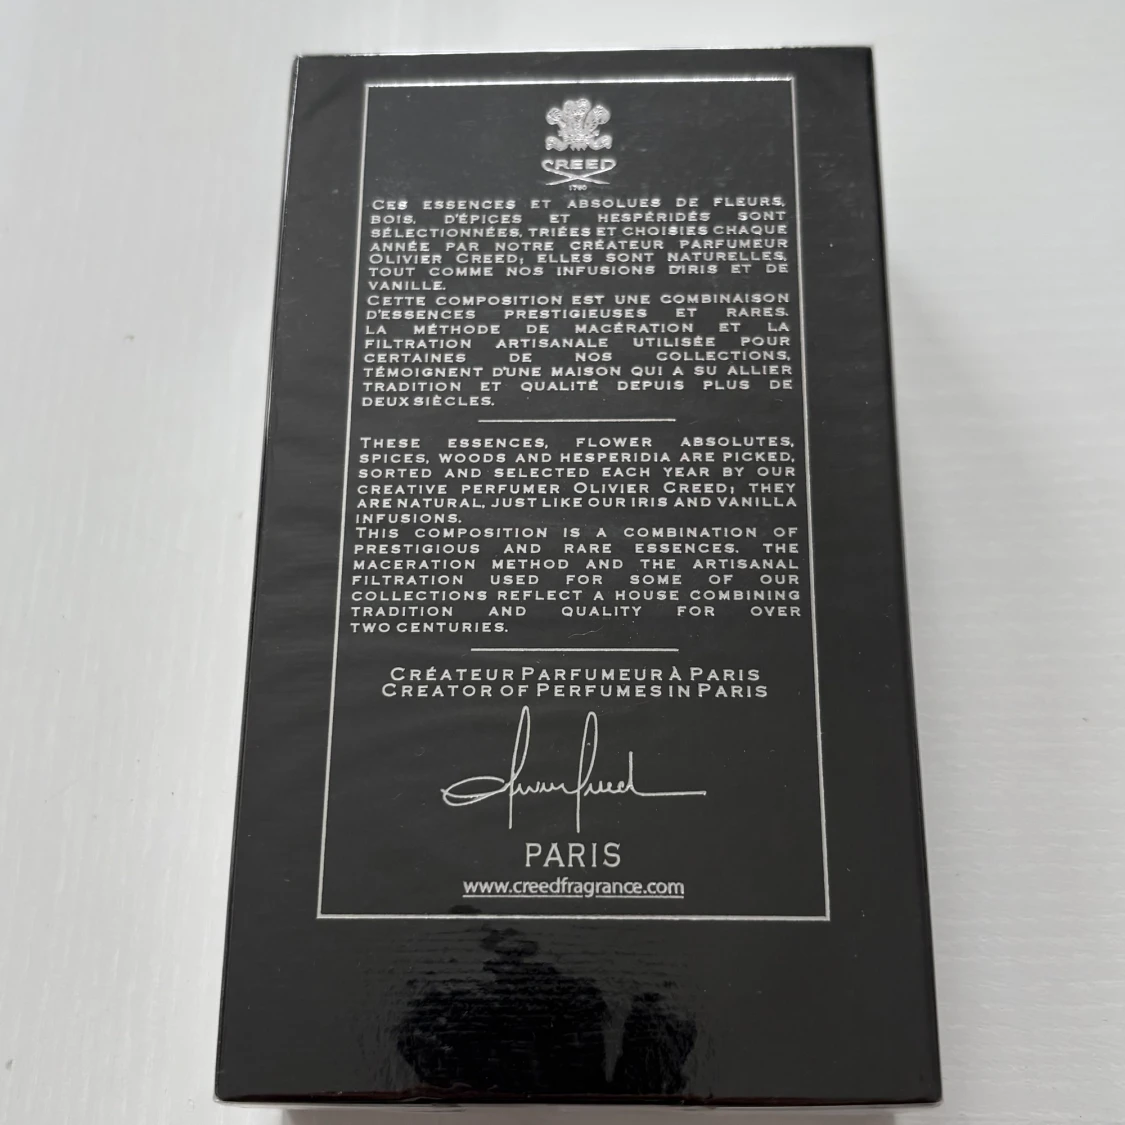 CREED
1760
CES ESSENCES ET ABSOLUES DE FLEURS,
BOIS, D'ÉPICES ET HESPÉRIDÉS SONT
SÉLECTIONNÉES, TRIÉES ET CHOISIES CHAQUE
ANNÉE PAR NOTRE CRÉATEUR PARFUMEUR
OLIVIER CREED; ELLES SONT NATURELLES,
TOUT COMME NOS INFUSIONS D'IRIS ET DE
VANILLE.
CETTE COMPOSITION EST UNE COMBINAISON
D'ESSENCES PRESTIGIEUSES ET RARES.
LA MÉTHODE DE MACÉRATION ET LA
FILTRATION ARTISANALE UTILISÉE POUR
CERTAINES DE NOS COLLECTIONS,
TÉMOIGNENT D'UNE MAISON QUI A SU ALLIER
TRADITION ET QUALITÉ DEPUIS PLUS DE
DEUX SIÈCLES.
THESE ESSENCES, FLOWER ABSOLUTES,
SPICES, WOODS AND HESPERIDIA ARE PICKED,
SORTED AND SELECTED EACH YEAR BY OUR
CREATIVE PERFUMER OLIVIER CREED; THEY
ARE NATURAL, JUST LIKE OUR IRIS AND VANILLA
INFUSIONS.
THIS COMPOSITION IS A COMBINATION OF
PRESTIGIOUS AND RARE ESSENCES. THE
MACERATION METHOD AND THE ARTISANAL
FILTRATION USED FOR SOME OF OUR
COLLECTIONS REFLECT A HOUSE COMBINING
TRADITION AND QUALITY FOR OVER
TWO CENTURIES.
CRÉATEUR PARFUMEUR À PARIS
CREATOR OF PERFUMES IN PARIS
Olivier Creed
PARIS
www.creedfragrance.com